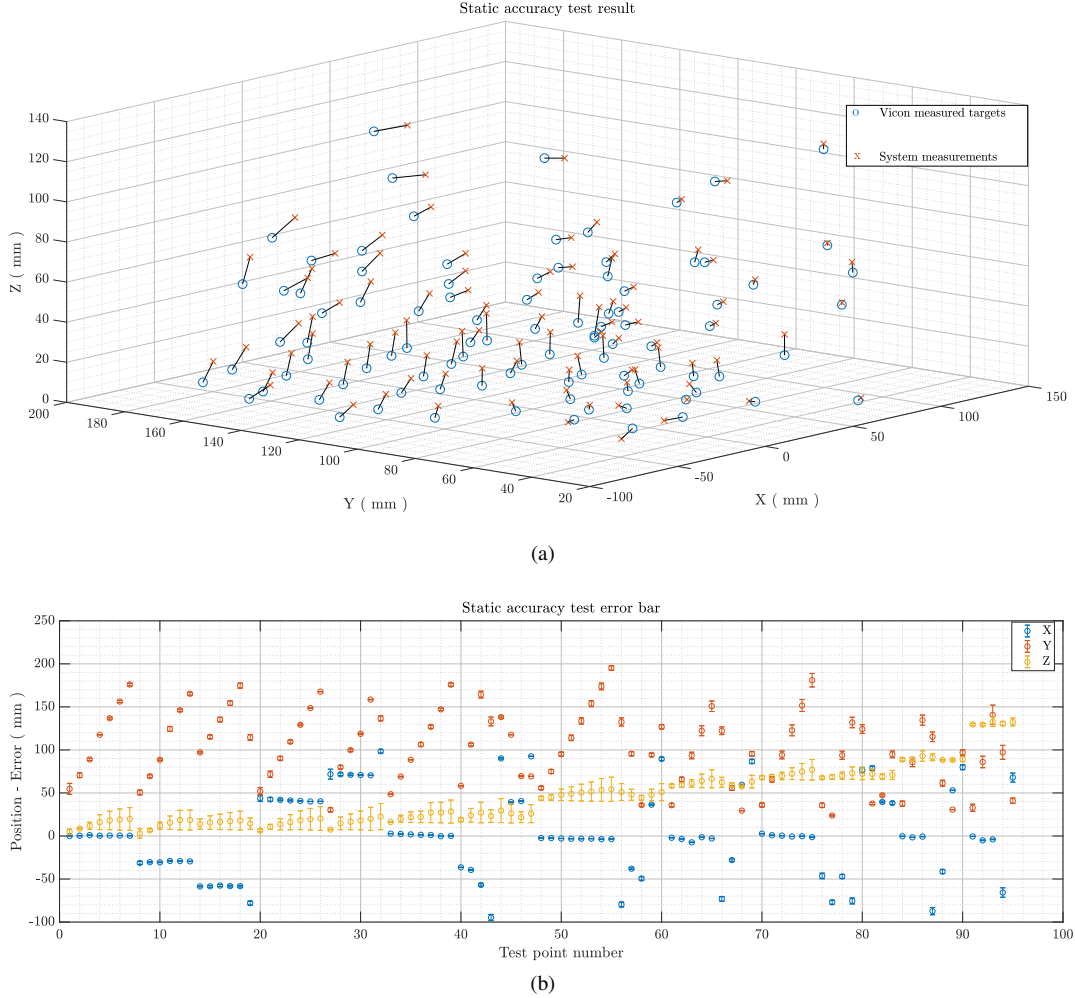 Static accuracy test result
140
120
100
80
60
40
20
0
Z ( mm )
200
180
160
140
120
100
80
60
40
20
Y ( mm )
-100
-50
0
50
100
150
X ( mm )
Vicon measured targets
System measurements
(a)
Static accuracy test error bar
250
200
150
100
50
0
-50
-100
Position - Error ( mm )
X
Y
Z
0 10 20 30 40 50 60 70 80 90 100
Test point number
(b)